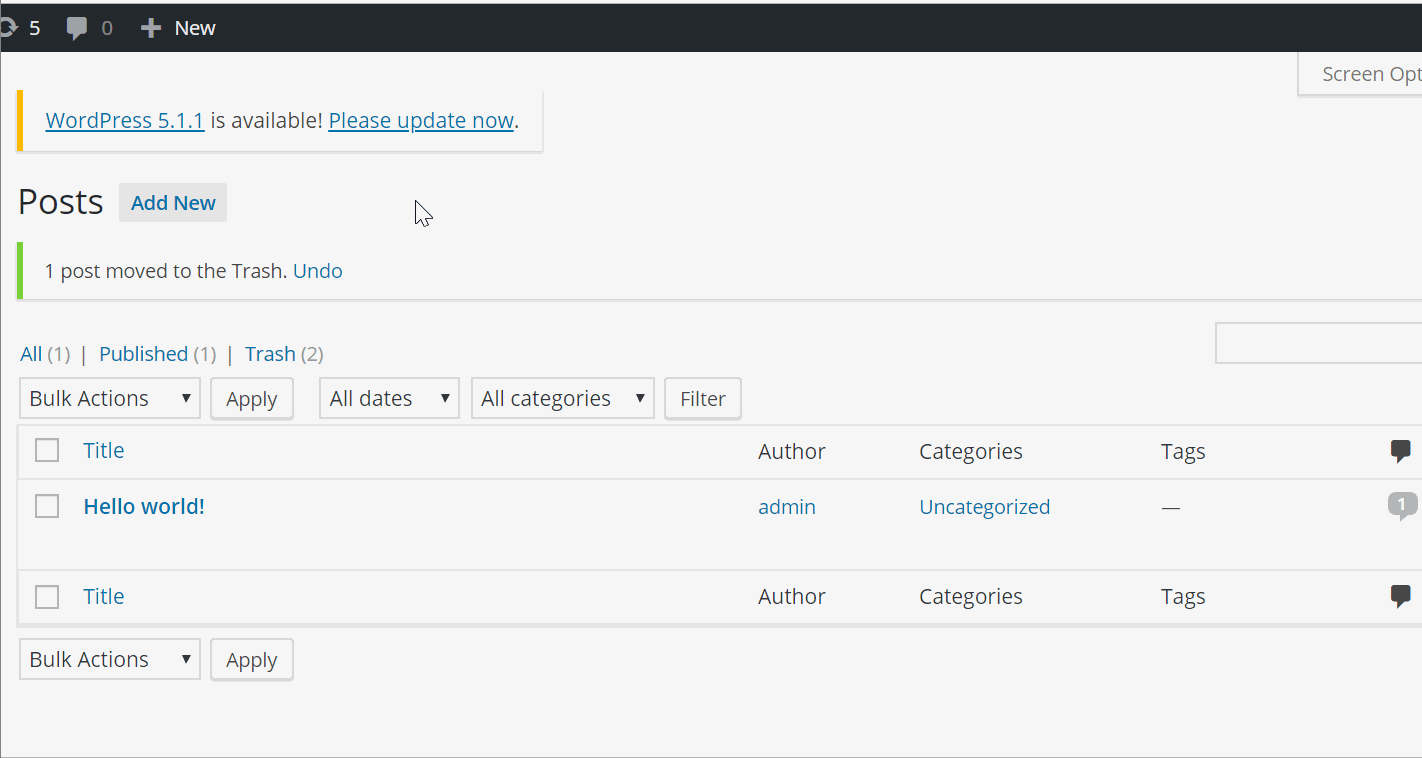 5 0 New
Screen Opt
WordPress 5.1.1 is available! Please update now.
Posts Add New
1 post moved to the Trash. Undo
All (1) | Published (1) | Trash (2)
Bulk Actions Apply All dates All categories Filter
Title Author Categories Tags
Hello world! admin Uncategorized — 1
Title Author Categories Tags
Bulk Actions Apply